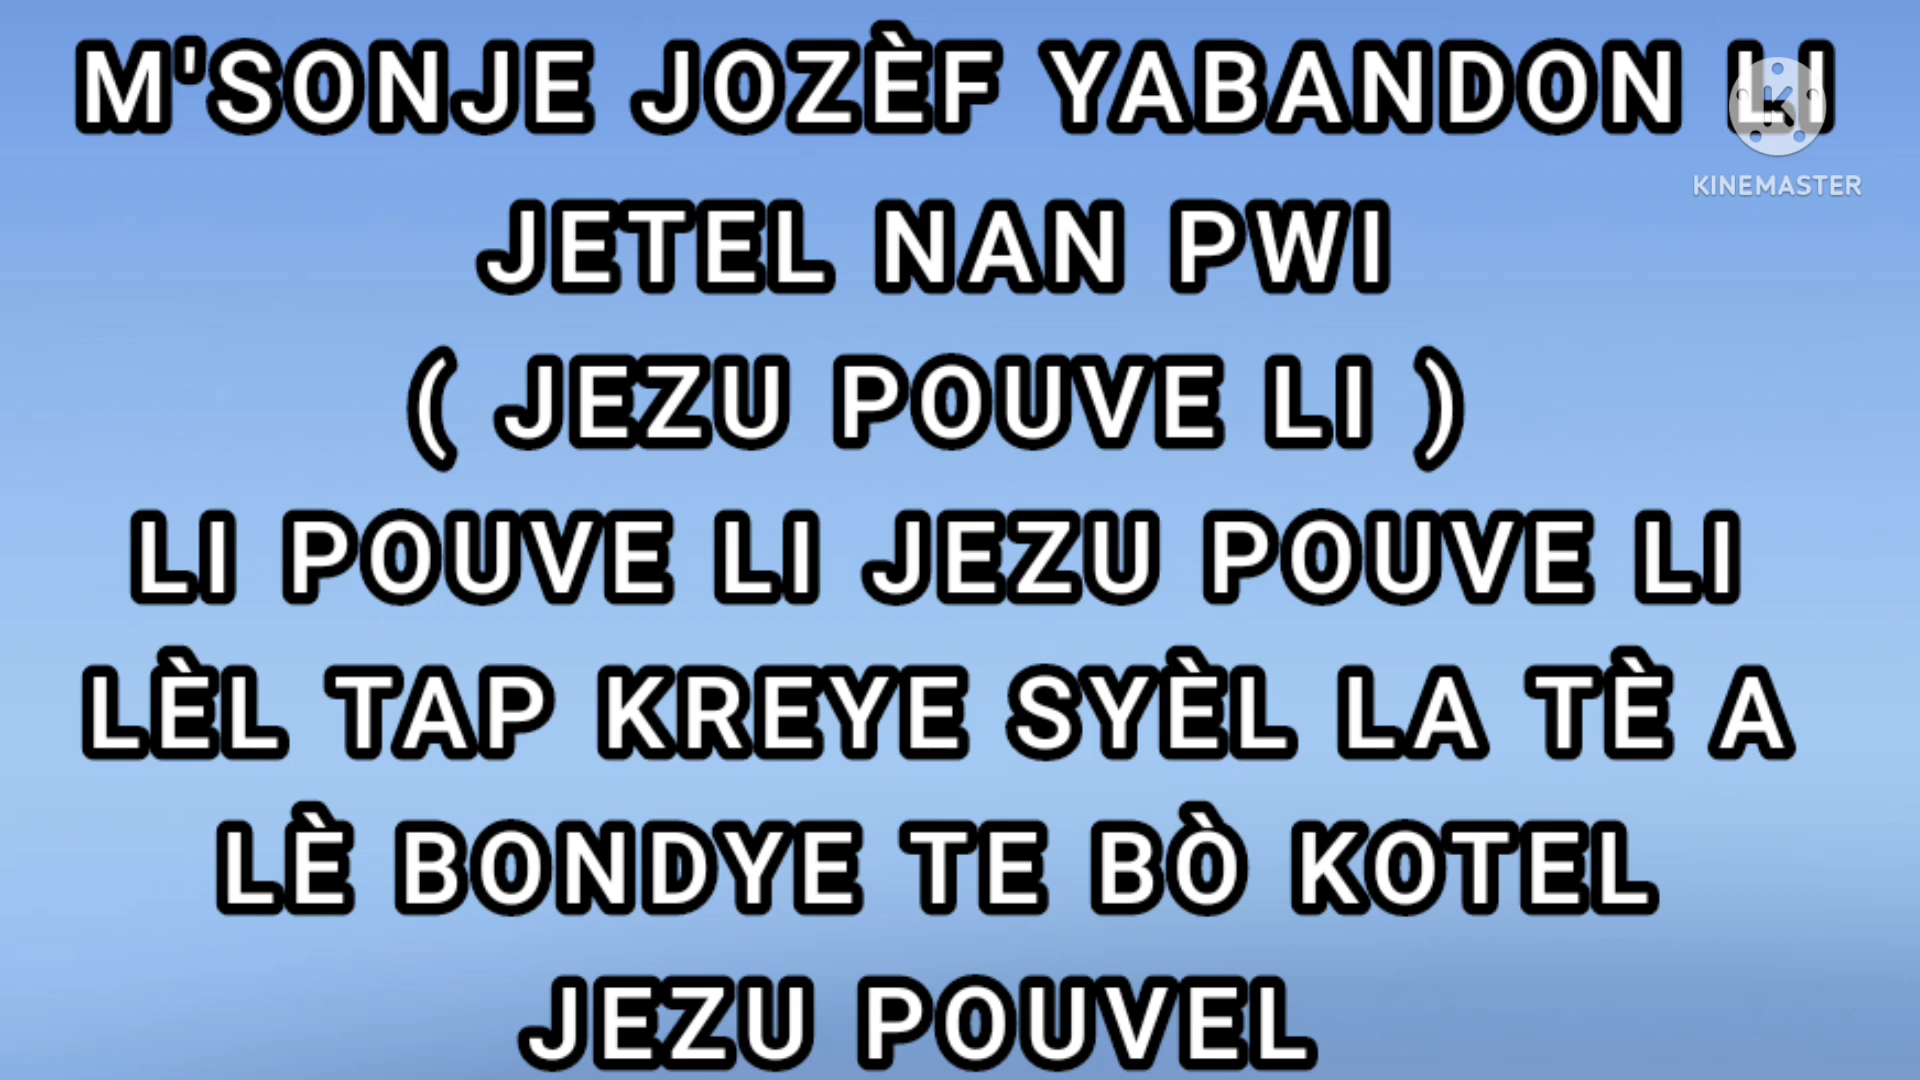 M'SONJE JOZÈF YABANDON LI
KINEMASTER
JETEL NAN PWI
( JEZU POUVE LI )
LI POUVE LI JEZU POUVE LI
LÈL TAP KREYE SYÈL LA TÈ A
LÈ BONDYE TE BÒ KOTEL
JEZU POUVEL